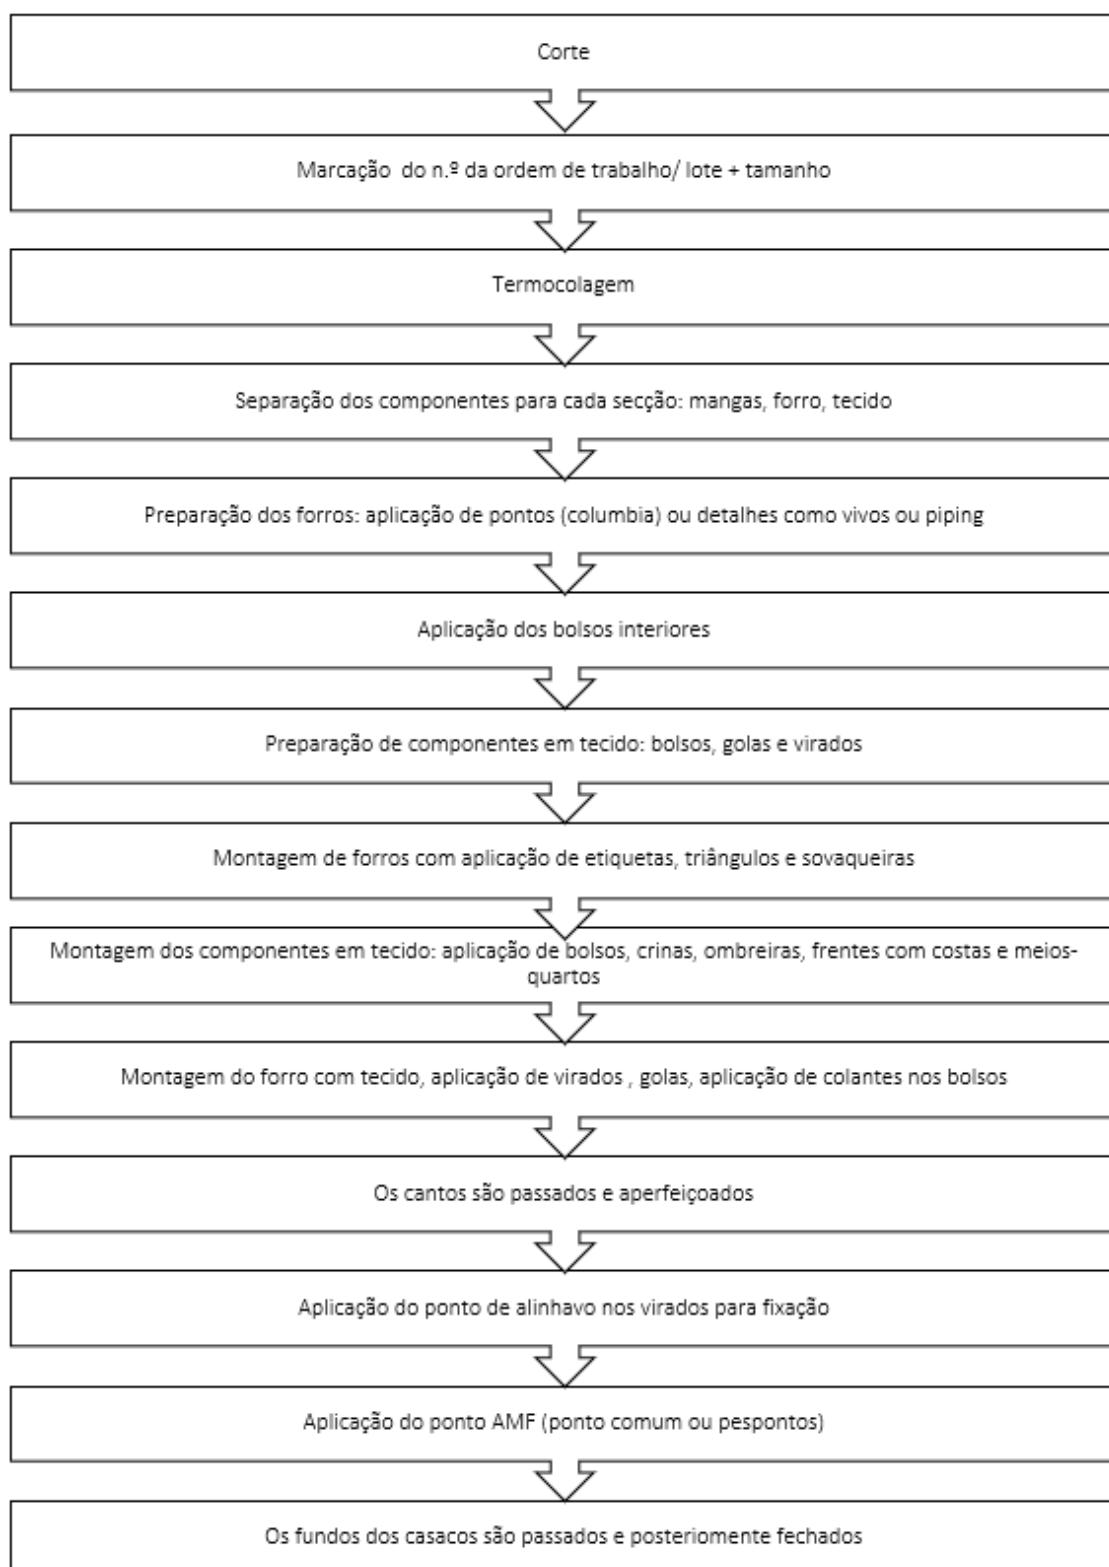 Corte
Marcação do n.º da ordem de trabalho/ lote + tamanho
Termocolagem
Separação dos componentes para cada secção: mangas, forro, tecido
Preparação dos forros: aplicação de pontos (columbia) ou detalhes como vivos ou piping
Aplicação dos bolsos interiores
Preparação de componentes em tecido: bolsos, golas e virados
Montagem de forros com aplicação de etiquetas, triângulos e sovaqueiras
Montagem dos componentes em tecido: aplicação de bolsos, crinas, ombreiras, frentes com costas e meios-
quartos
Montagem do forro com tecido, aplicação de virados , golas, aplicação de colantes nos bolsos
Os cantos são passados e aperfeiçoados
Aplicação do ponto de alinhavo nos virados para fixação
Aplicação do ponto AMF (ponto comum ou pespontos)
Os fundos dos casacos são passados e posteriomente fechados